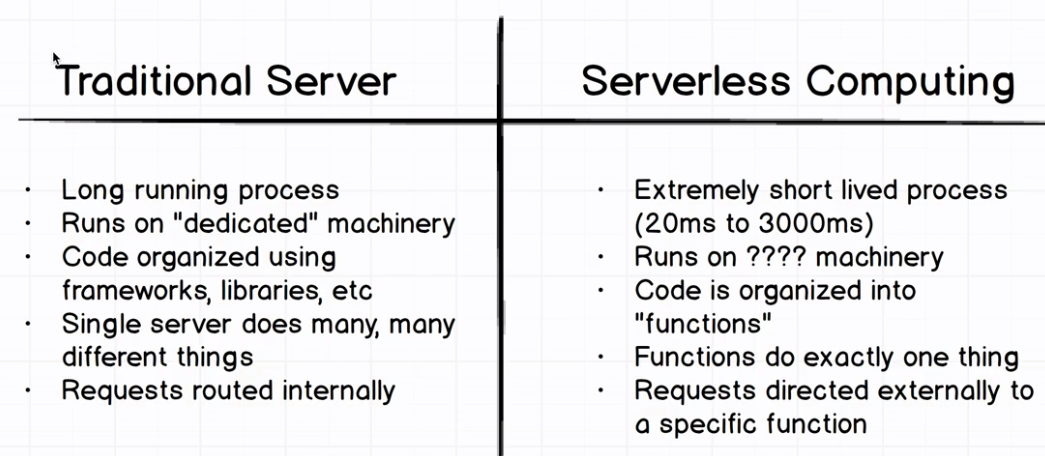 Traditional Server
· Long running process
· Runs on "dedicated" machinery
· Code organized using
frameworks, libraries, etc
· Single server does many, many
different things
· Requests routed internally
Serverless Computing
· Extremely short lived process
(20ms to 3000ms)
· Runs on ???? machinery
· Code is organized into
"functions"
· Functions do exactly one thing
· Requests directed externally to
a specific function